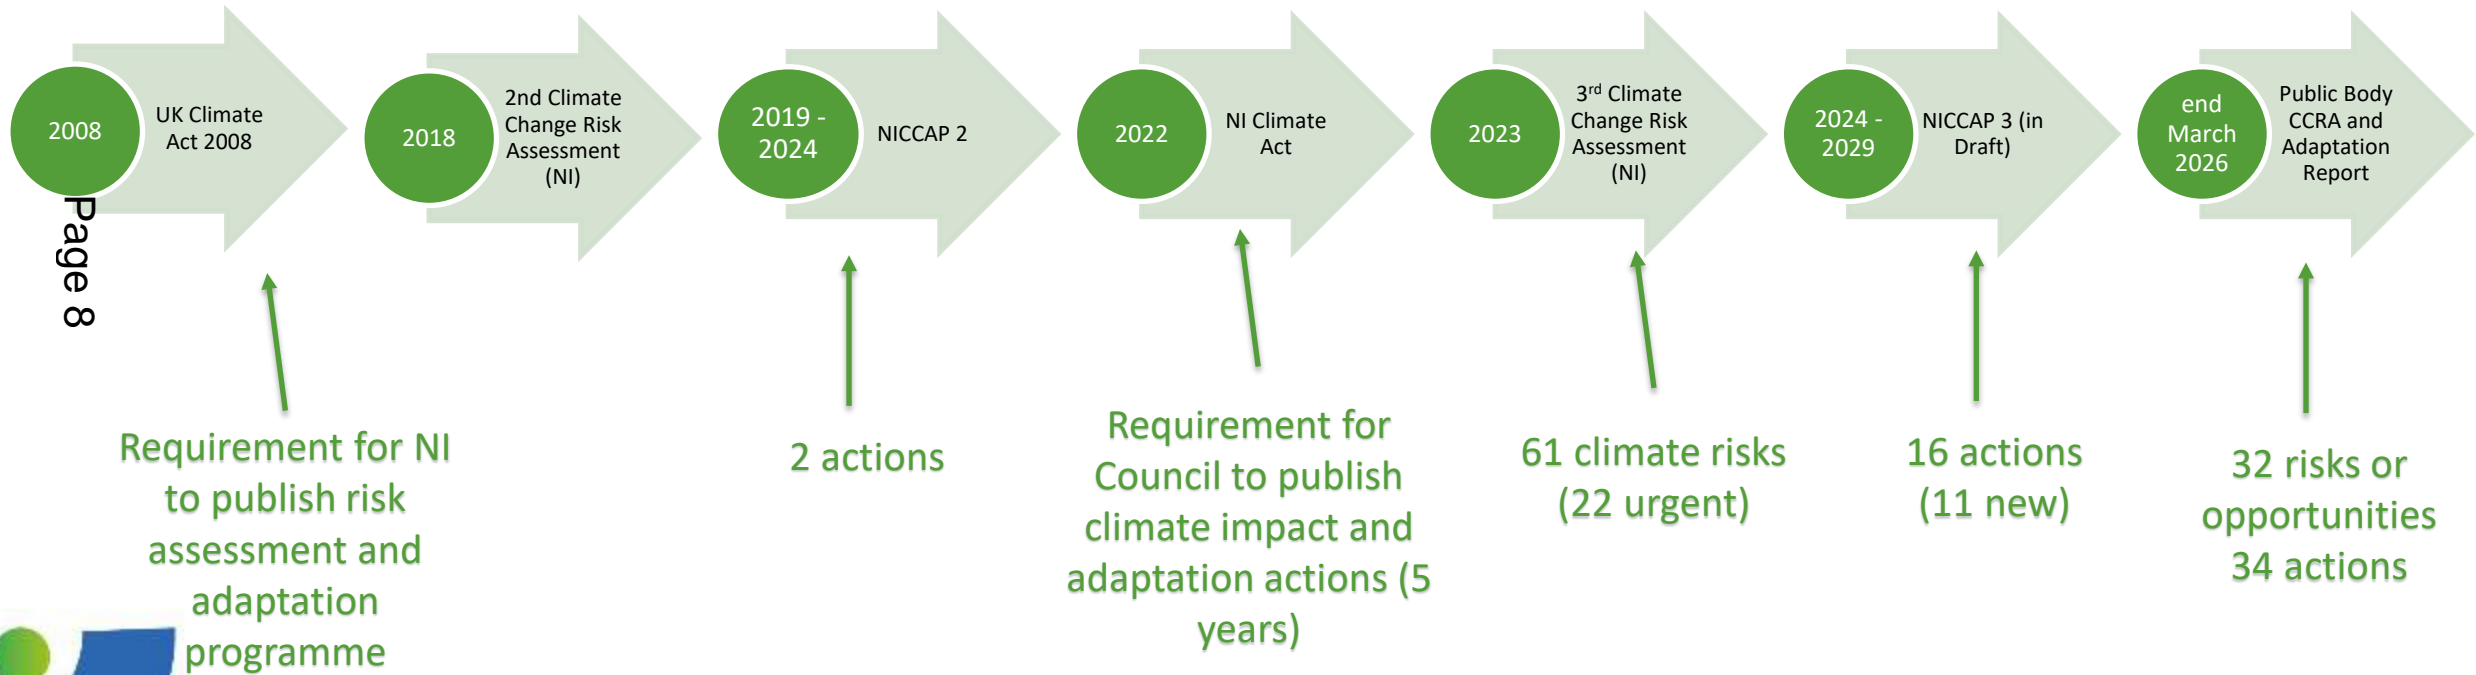 2008
UK Climate
Act 2008
2018
2nd Climate
Change Risk
Assessment
(NI)
2019 -
2024
NICCAP 2
2022
NI Climate
Act
2023
3rd Climate
Change Risk
Assessment
(NI)
2024 -
2029
NICCAP 3 (in
Draft)
end
March
2026
Public Body
CCRA and
Adaptation
Report
Page 8
Requirement for NI
to publish risk
assessment and
adaptation
programme
2 actions
Requirement for
Council to publish
climate impact and
adaptation actions (5
years)
61 climate risks
(22 urgent)
16 actions
(11 new)
32 risks or
opportunities
34 actions